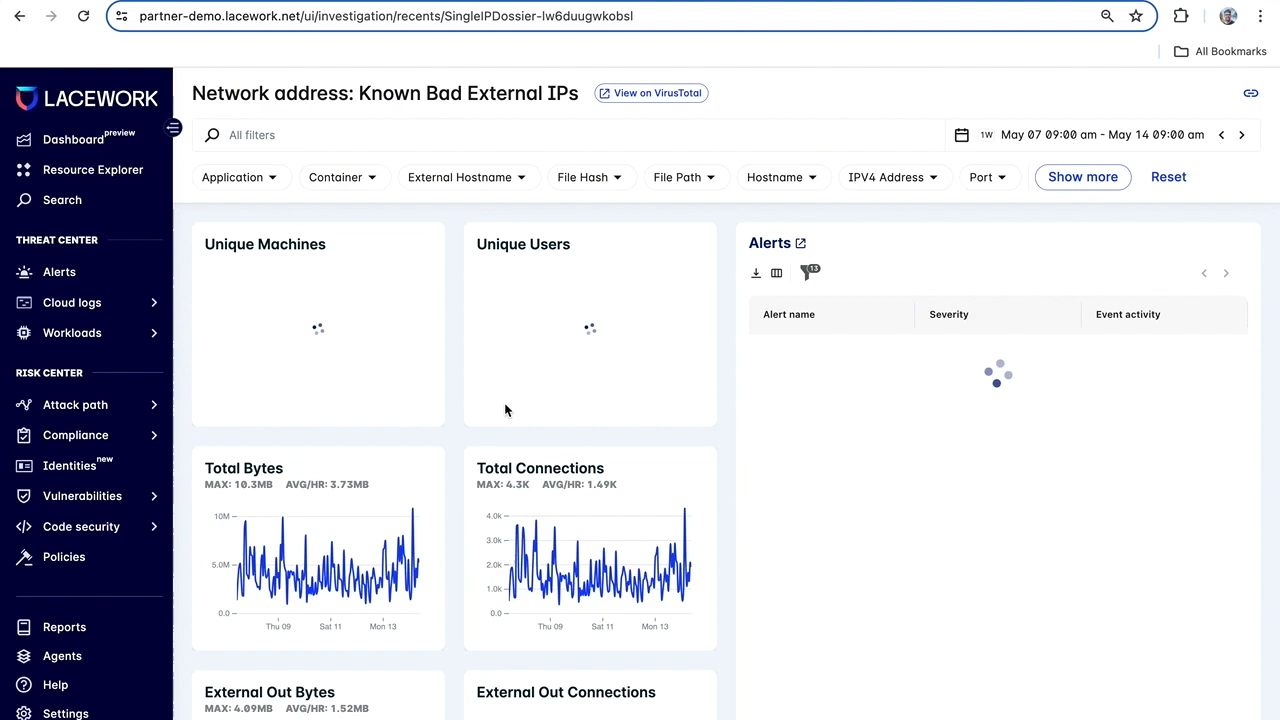 partner-demo.lacework.net/ui/investigation/recents/SingleIPDossier-lw6duugwkobsl
All Bookmarks
LACEWORK
Dashboard preview
Resource Explorer
Search
THREAT CENTER
Alerts
Cloud logs
Workloads
RISK CENTER
Attack path
Compliance
Identities new
Vulnerabilities
Code security
Policies
Reports
Agents
Help
Settings
Network address: Known Bad External IPs
View on VirusTotal
All filters
1W May 07 09:00 am - May 14 09:00 am
Application Container External Hostname File Hash File Path Hostname IPV4 Address Port Show more Reset
Unique Machines
Unique Users
Total Bytes
MAX: 10.3MB AVG/HR: 3.73MB
10M
5.0M
0.0
Thu 09 Sat 11 Mon 13
Total Connections
MAX: 4.3K AVG/HR: 1.49K
4.0k
3.0k
2.0k
1.0k
0.0
Thu 09 Sat 11 Mon 13
External Out Bytes
MAX: 4.09MB AVG/HR: 1.52MB
External Out Connections
Alerts
13
Alert name Severity Event activity